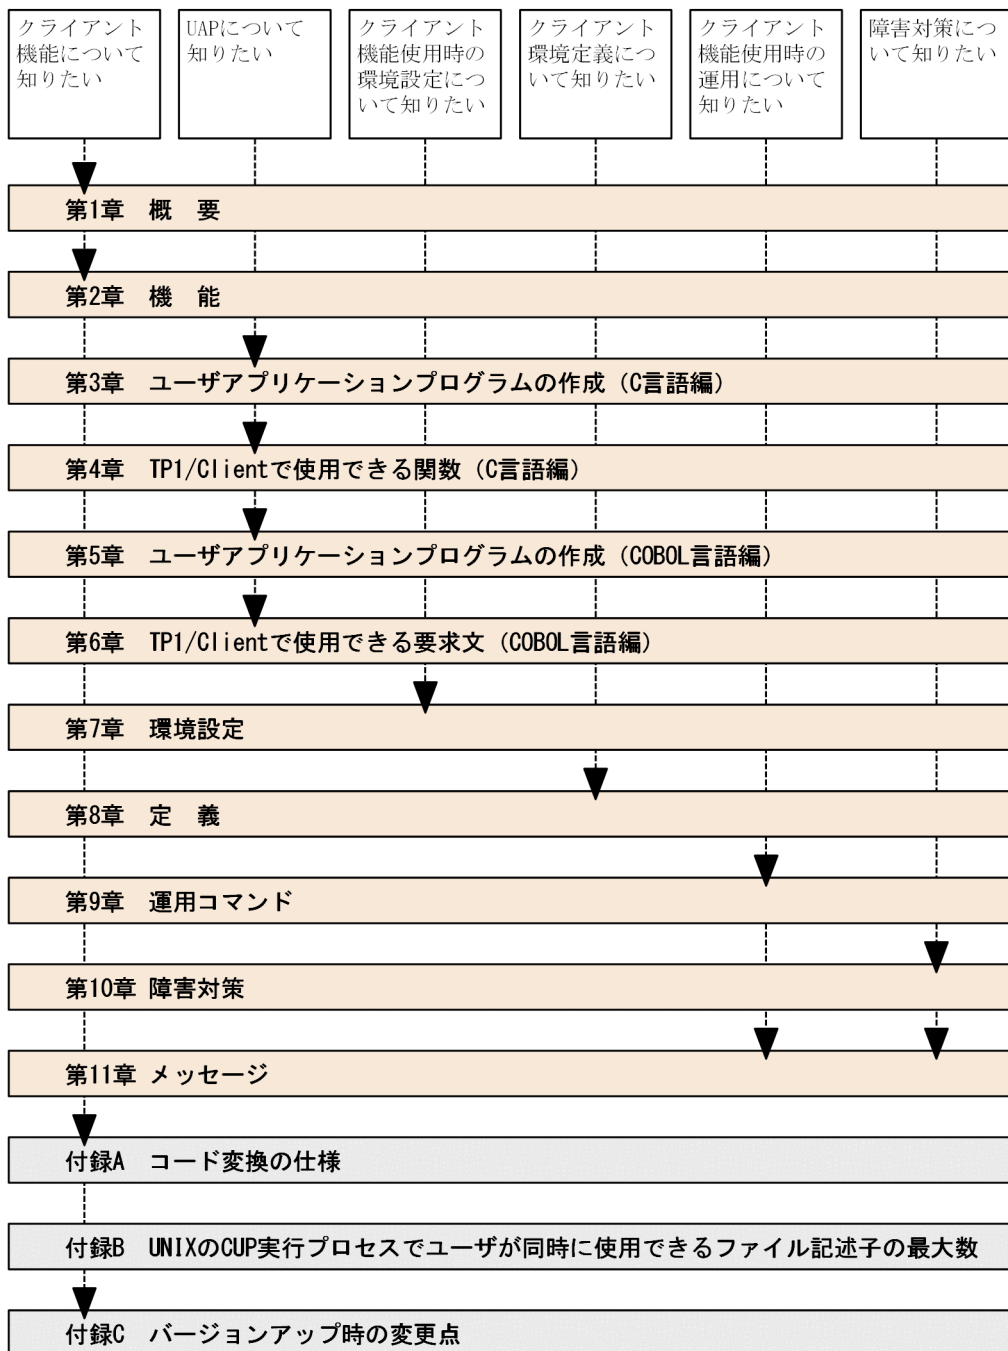 クライアント
機能について
知りたい
UAPについて
知りたい
クライアント
機能使用時の
環境設定につ
いて知りたい
クライアント
環境定義につ
いて知りたい
クライアント
機能使用時の
運用について
知りたい
障害対策につ
いて知りたい
第1章 概　要
第2章 機　能
第3章 ユーザアプリケーションプログラムの作成（C言語編）
第4章 TP1/Clientで使用できる関数（C言語編）
第5章 ユーザアプリケーションプログラムの作成（COBOL言語編）
第6章 TP1/Clientで使用できる要求文（COBOL言語編）
第7章 環境設定
第8章 定　義
第9章 運用コマンド
第10章 障害対策
第11章 メッセージ
付録A コード変換の仕様
付録B UNIXのCUP実行プロセスでユーザが同時に使用できるファイル記述子の最大数
付録C バージョンアップ時の変更点